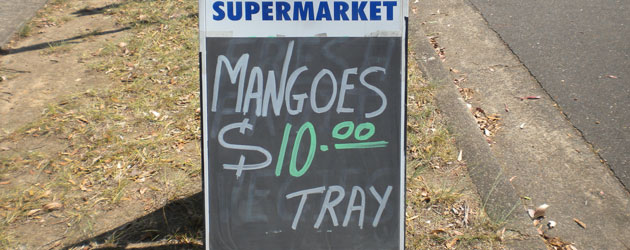 SUPERMARKET
MANGOES
$10.00
TRAY